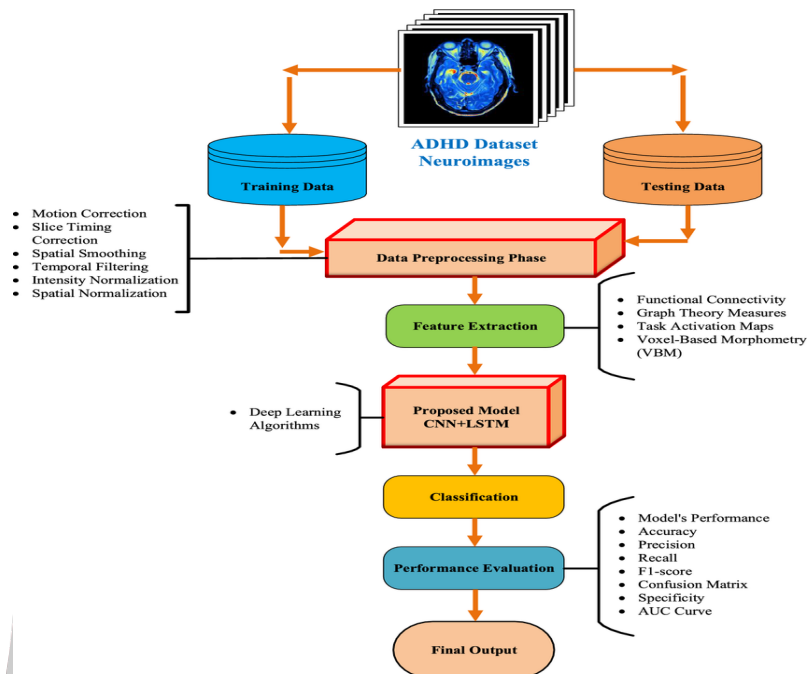 ADHD Dataset
Neuroimages
Training Data
Testing Data
• Motion Correction
• Slice Timing
Correction
• Spatial Smoothing
• Temporal Filtering
• Intensity Normalization
• Spatial Normalization
Data Preprocessing Phase
Feature Extraction
• Functional Connectivity
• Graph Theory Measures
• Task Activation Maps
• Voxel-Based Morphometry
(VBM)
• Deep Learning
Algorithms
Proposed Model
CNN+LSTM
Classification
Performance Evaluation
• Model's Performance
• Accuracy
• Precision
• Recall
• F1-score
• Confusion Matrix
• Specificity
• AUC Curve
Final Output